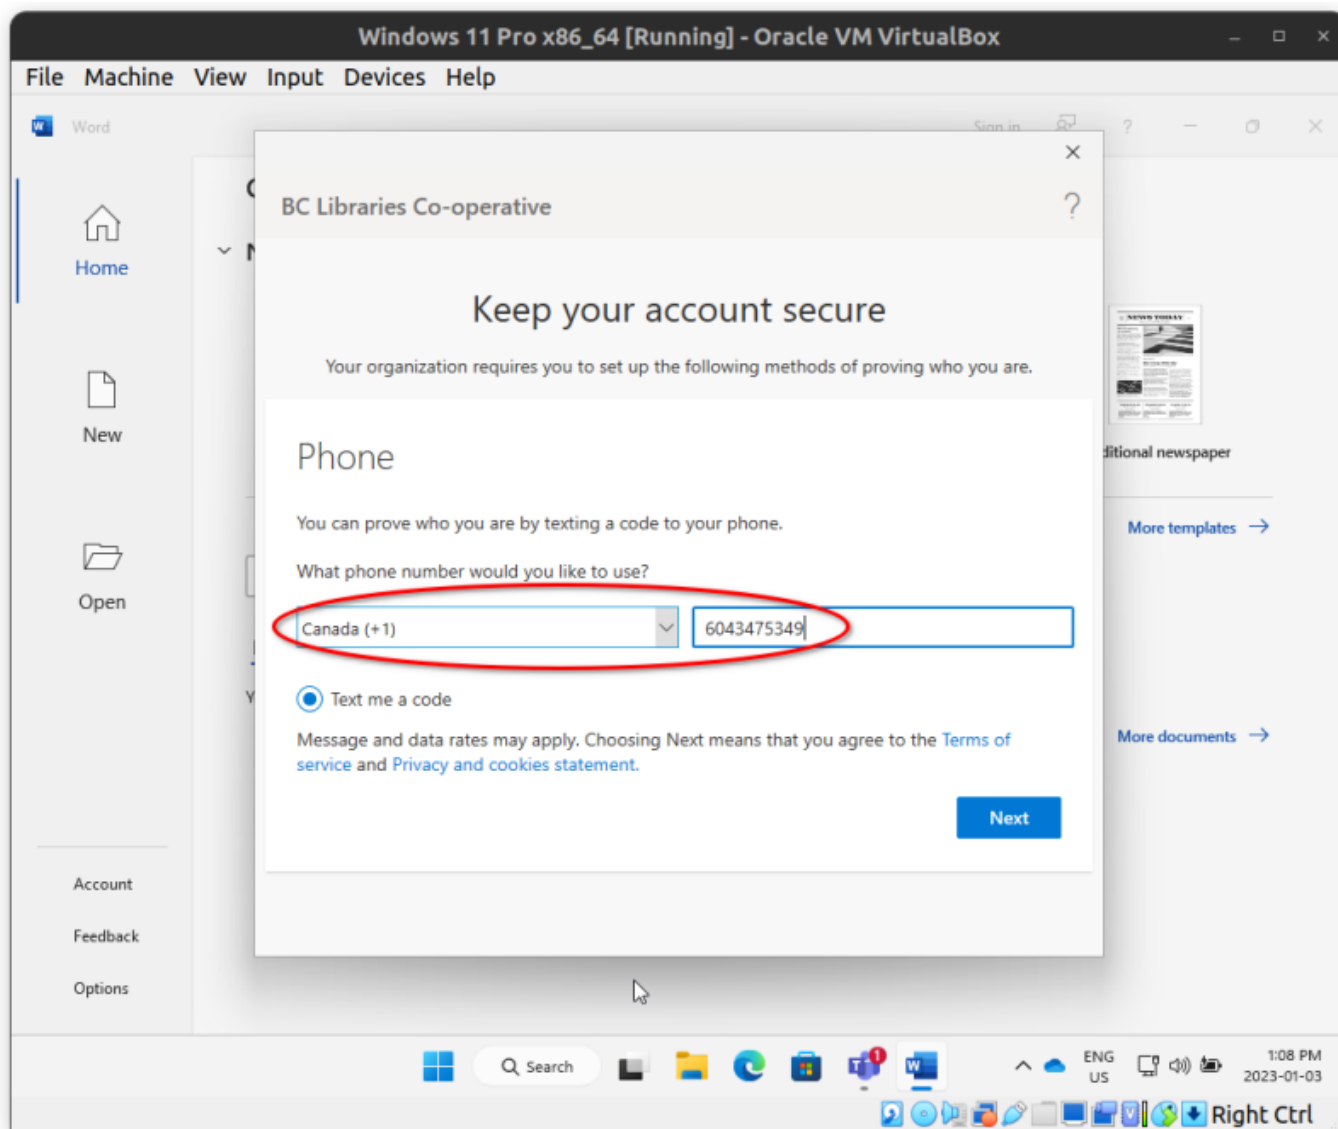 Windows 11 Pro x86_64 [Running] - Oracle VM VirtualBox
File Machine View Input Devices Help
Word
Sign in
BC Libraries Co-operative
Home
Keep your account secure
NEWS TODAY
Your organization requires you to set up the following methods of proving who you are.
New
Phone
ditional newspaper
You can prove who you are by texting a code to your phone.
More templates
What phone number would you like to use?
Open
Canada (+1) 6043475349
Text me a code
Message and data rates may apply. Choosing Next means that you agree to the Terms of
service and Privacy and cookies statement.
More documents
Next
Account
Feedback
Options
Search
1
ENG
US
1:08 PM
2023-01-03
Right Ctrl